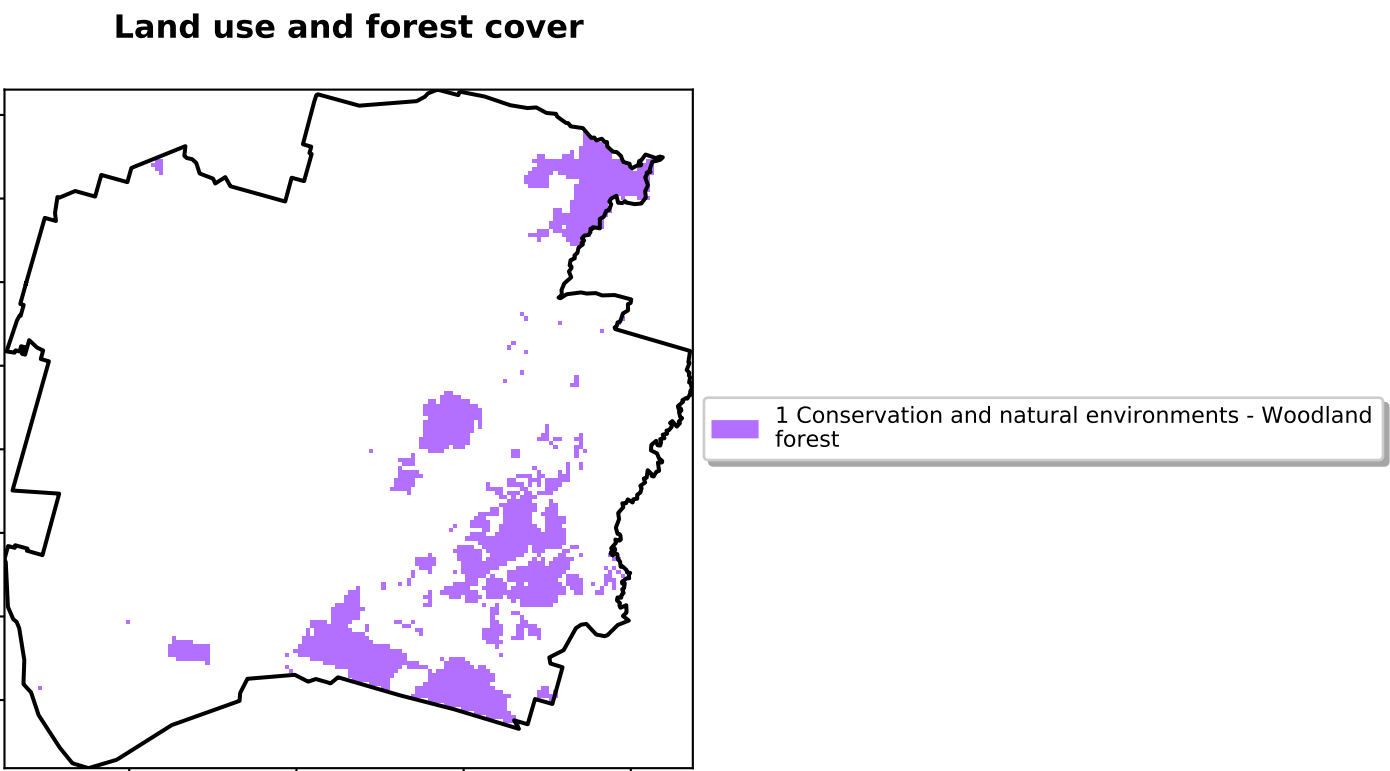 Land use and forest cover
1 Conservation and natural environments - Woodland
forest